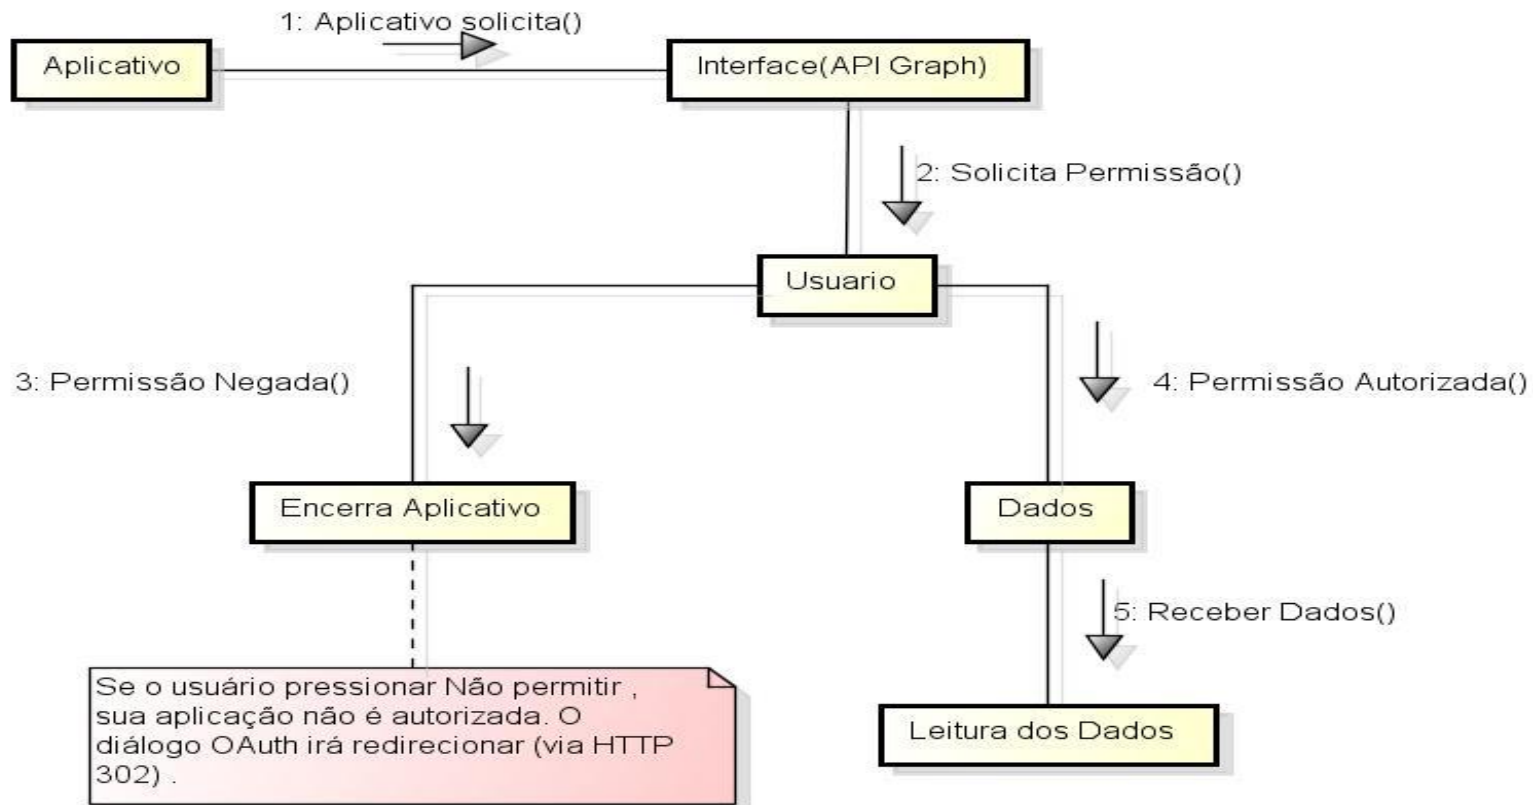 1: Aplicativo solicita()
Aplicativo
Interface(API Graph)
2: Solicita Permissão()
Usuario
3: Permissão Negada()
4: Permissão Autorizada()
Encerra Aplicativo
Dados
5: Receber Dados()
Se o usuário pressionar Não permitir ,
sua aplicação não é autorizada. O
diálogo OAuth irá redirecionar (via HTTP
302) .
Leitura dos Dados